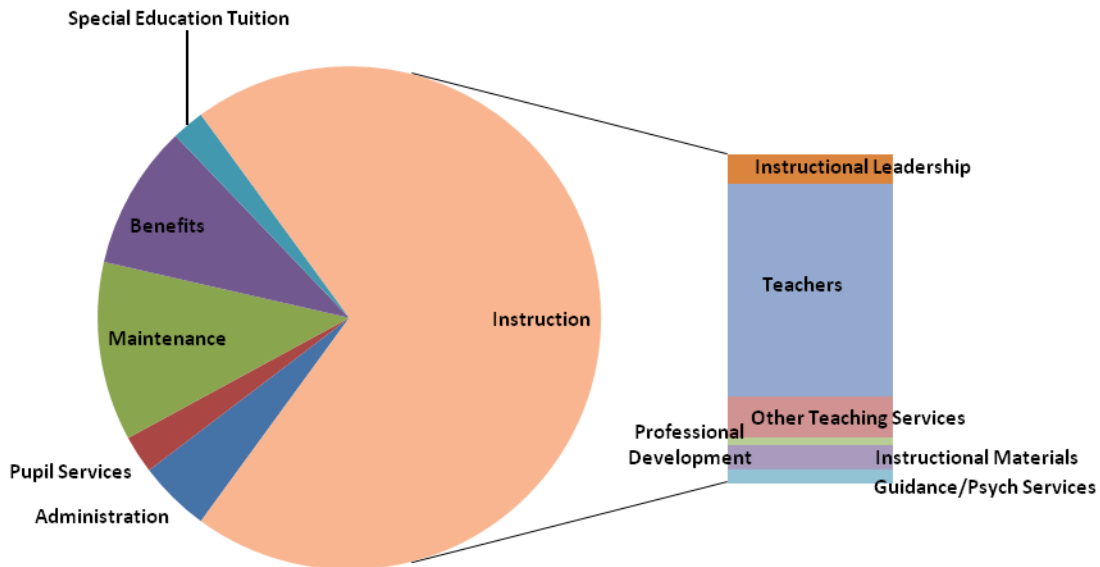 Special Education Tuition
Instructional Leadership
Benefits
Teachers
Instruction
Maintenance
Other Teaching Services
Professional
Development
Instructional Materials
Pupil Services
Guidance/Psych Services
Administration